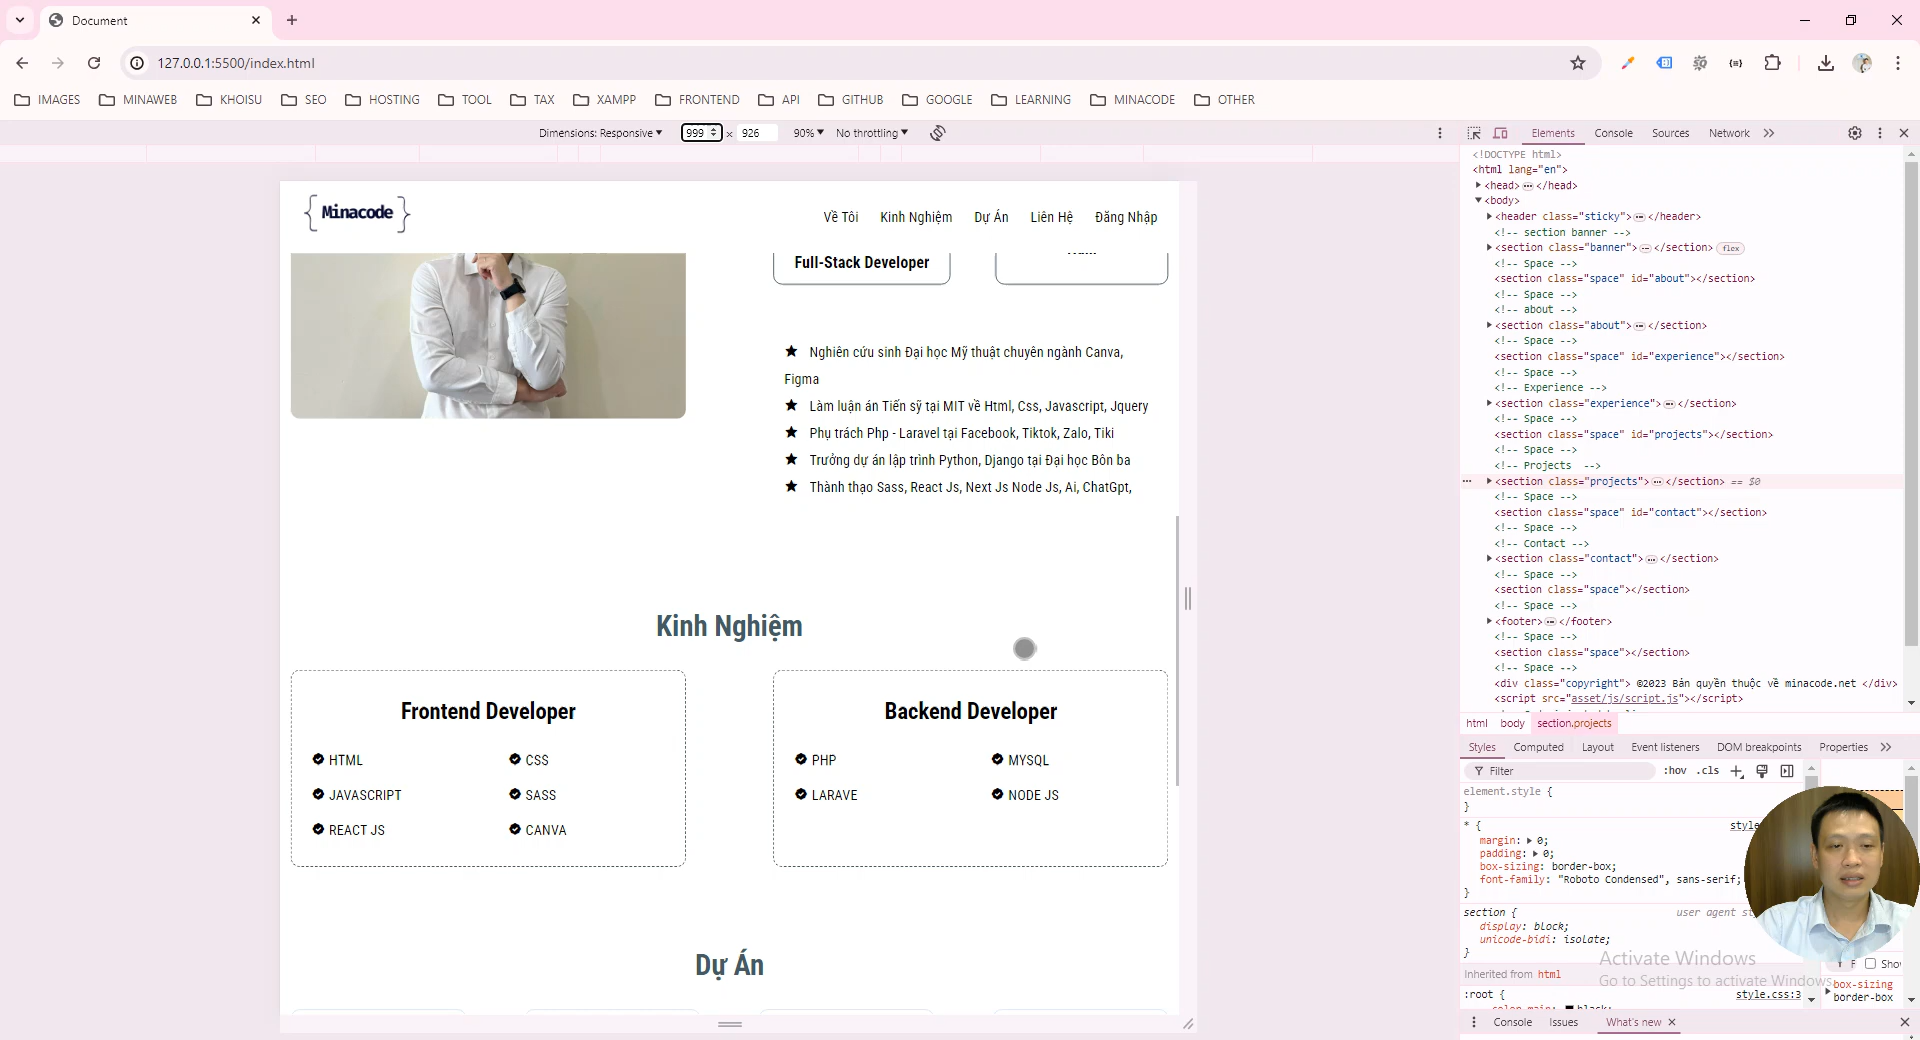 Document
127.0.0.1:5500/index.html
IMAGES MINAWEB KHOISU SEO HOSTING TOOL TAX XAMPP FRONTEND API GITHUB GOOGLE LEARNING MINACODE OTHER
Dimensions: Responsive 999 × 926 90% No throttling
Elements Console Sources Network
{ Minacode }
Về Tôi Kinh Nghiệm Dự Án Liên Hệ Đăng Nhập
Full-Stack Developer
Nghiên cứu sinh Đại học Mỹ thuật chuyên ngành Canva,
Figma
Làm luận án Tiến sỹ tại MIT về Html, Css, Javascript, Jquery
Phụ trách Php - Laravel tại Facebook, Tiktok, Zalo, Tiki
Trưởng dự án lập trình Python, Django tại Đại học Bôn ba
Thành thạo Sass, React Js, Next Js Node Js, Ai, ChatGpt,
Kinh Nghiệm
Frontend Developer
HTML CSS
JAVASCRIPT SASS
REACT JS CANVA
Backend Developer
PHP MYSQL
LARAVE NODE JS
Dự Án
<!DOCTYPE html>
<html lang="en">
<head> </head>
<body>
<header class="sticky"> </header>
<!-- section banner -->
<section class="banner"> </section> flex
<!-- Space -->
<section class="space" id="about"></section>
<!-- Space -->
<!-- about -->
<section class="about"> </section>
<!-- Space -->
<section class="space" id="experience"></section>
<!-- Space -->
<!-- Experience -->
<section class="experience"> </section>
<!-- Space -->
<section class="space" id="projects"></section>
<!-- Space -->
<!-- Projects -->
<section class="projects"> </section> == $0
<!-- Space -->
<section class="space" id="contact"></section>
<!-- Space -->
<!-- Contact -->
<section class="contact"> </section>
<!-- Space -->
<section class="space"></section>
<!-- Space -->
<footer> </footer>
<!-- Space -->
<section class="space"></section>
<!-- Space -->
<div class="copyright"> ©2023 Bản quyền thuộc về minacode.net </div>
<script src="asset/js/script.js"></script>
html body section.projects
Styles Computed Layout Event listeners DOM breakpoints Properties
Filter :hov .cls
element.style {
}
* { style
margin: 0;
padding: 0;
box-sizing: border-box;
font-family: "Roboto Condensed", sans-serif;
}
section { user agent st
display: block;
unicode-bidi: isolate;
}
Inherited from html
:root { style.css:3
Activate Windows
Go to Settings to activate Windows.
F Show
box-sizing
border-box
Console Issues What's new